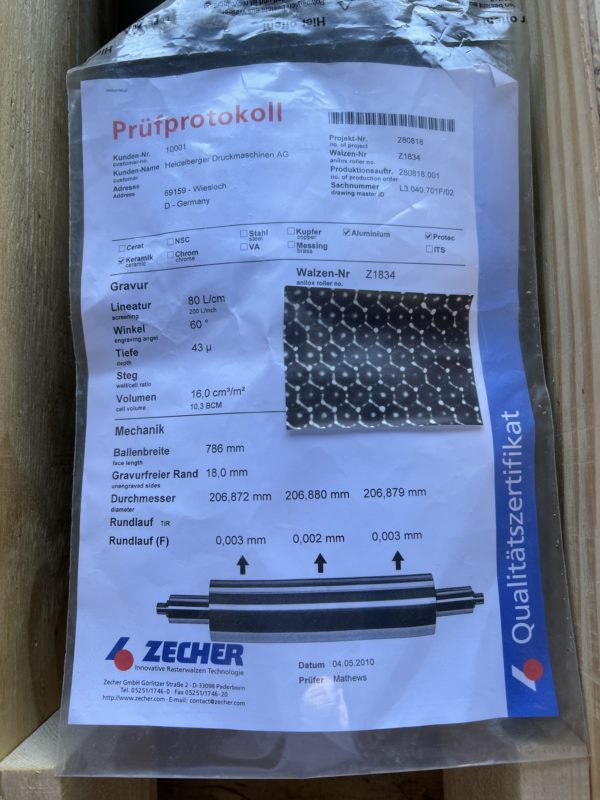 Hier öffnen
Prüfprotokoll
Kunden-Nr. 10001
customer-no.
Kunden-Name Heidelberger Druckmaschinen AG
customer
Adresse 69159 - Wiesloch
Address
D - Germany
Projekt-Nr. 280818
no. of project
Walzen-Nr Z1834
anilox roller no.
Produktionsauftr. 280818.001
no. of production order
Sachnummer L3.040.701F/02
drawing master ID
☐ Cerat ☐ NSC ☐ Stahl steel ☐ Kupfer copper ☑ Aluminium ☑ Protec
☑ Keramik ceramic ☐ Chrom chrome ☐ VA ☐ Messing brass ☐ ITS
Gravur
Walzen-Nr Z1834
anilox roller no.
Lineatur 80 L/cm
screening 200 L/inch
Winkel 60 °
engraving angel
Tiefe 43 µ
depth
Steg
wall/cell ratio
Volumen 16,0 cm³/m²
cell volume 10,3 BCM
Mechanik
Ballenbreite 786 mm
face length
Gravurfreier Rand 18,0 mm
unengraved sides
Durchmesser 206,872 mm 206,880 mm 206,879 mm
diameter
Rundlauf TIR
Rundlauf (F) 0,003 mm 0,002 mm 0,003 mm
ZECHER
Innovative Rasterwalzen Technologie
Datum 04.05.2010
Prüfer Mathews
Zecher GmbH Görlitzer Straße 2 - D-33098 Paderborn
Tel. 05251/1746-0 Fax 05251/1746-20
http://www.zecher.com E-mail: contact@zecher.com
Qualitätszertifikat